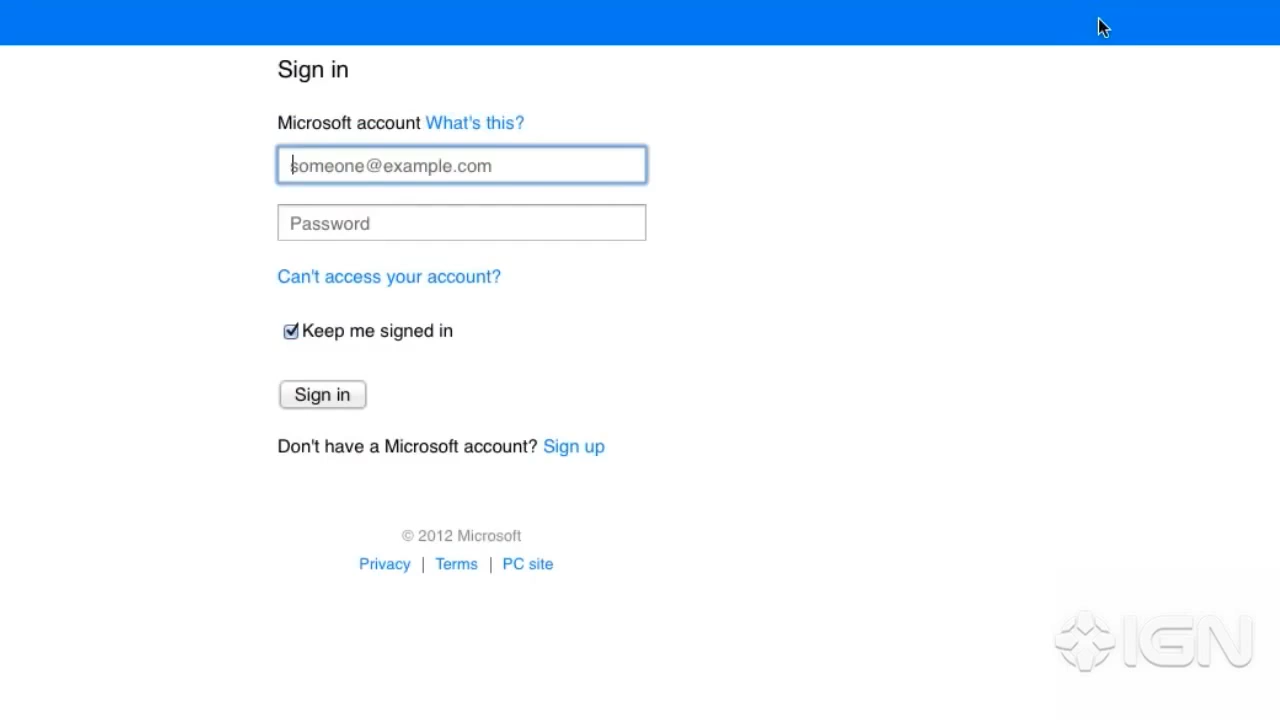 Sign in
Microsoft account What's this?
someone@example.com
Password
Can't access your account?
Keep me signed in
Sign in
Don't have a Microsoft account? Sign up
© 2012 Microsoft
Privacy | Terms | PC site
IGN